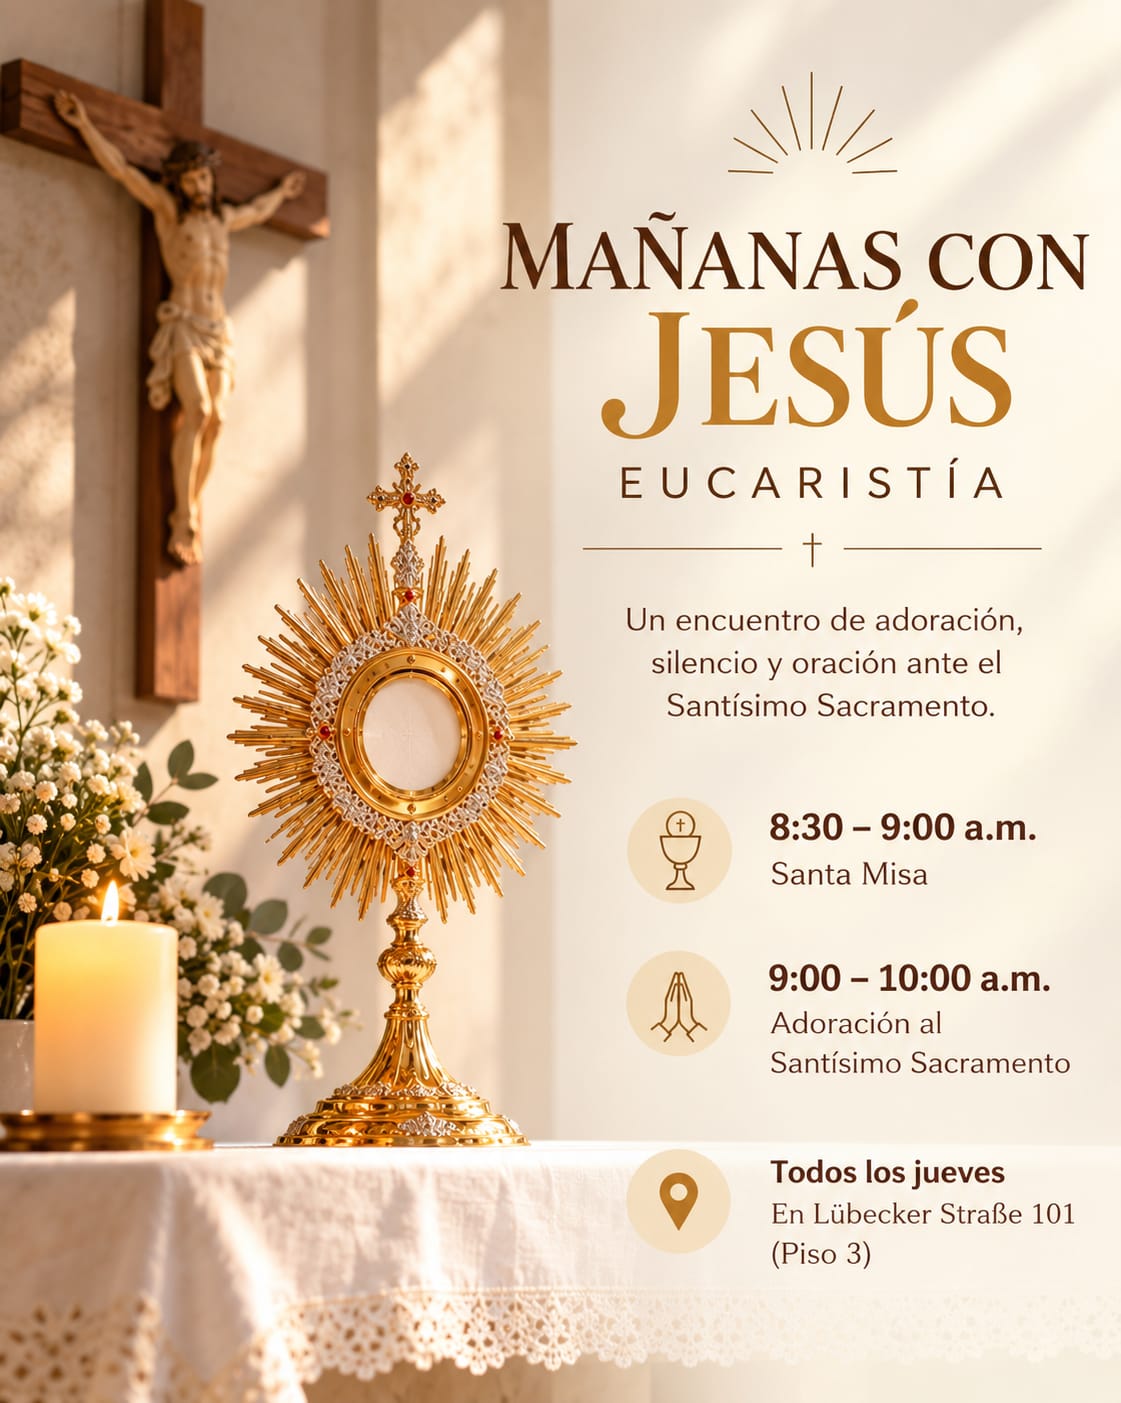 MAÑANAS CON
JESÚS
EUCARISTÍA
Un encuentro de adoración,
silencio y oración ante el
Santísimo Sacramento.
8:30 – 9:00 a.m.
Santa Misa
9:00 – 10:00 a.m.
Adoración al
Santísimo Sacramento
Todos los jueves
En Lübecker Straße 101
(Piso 3)